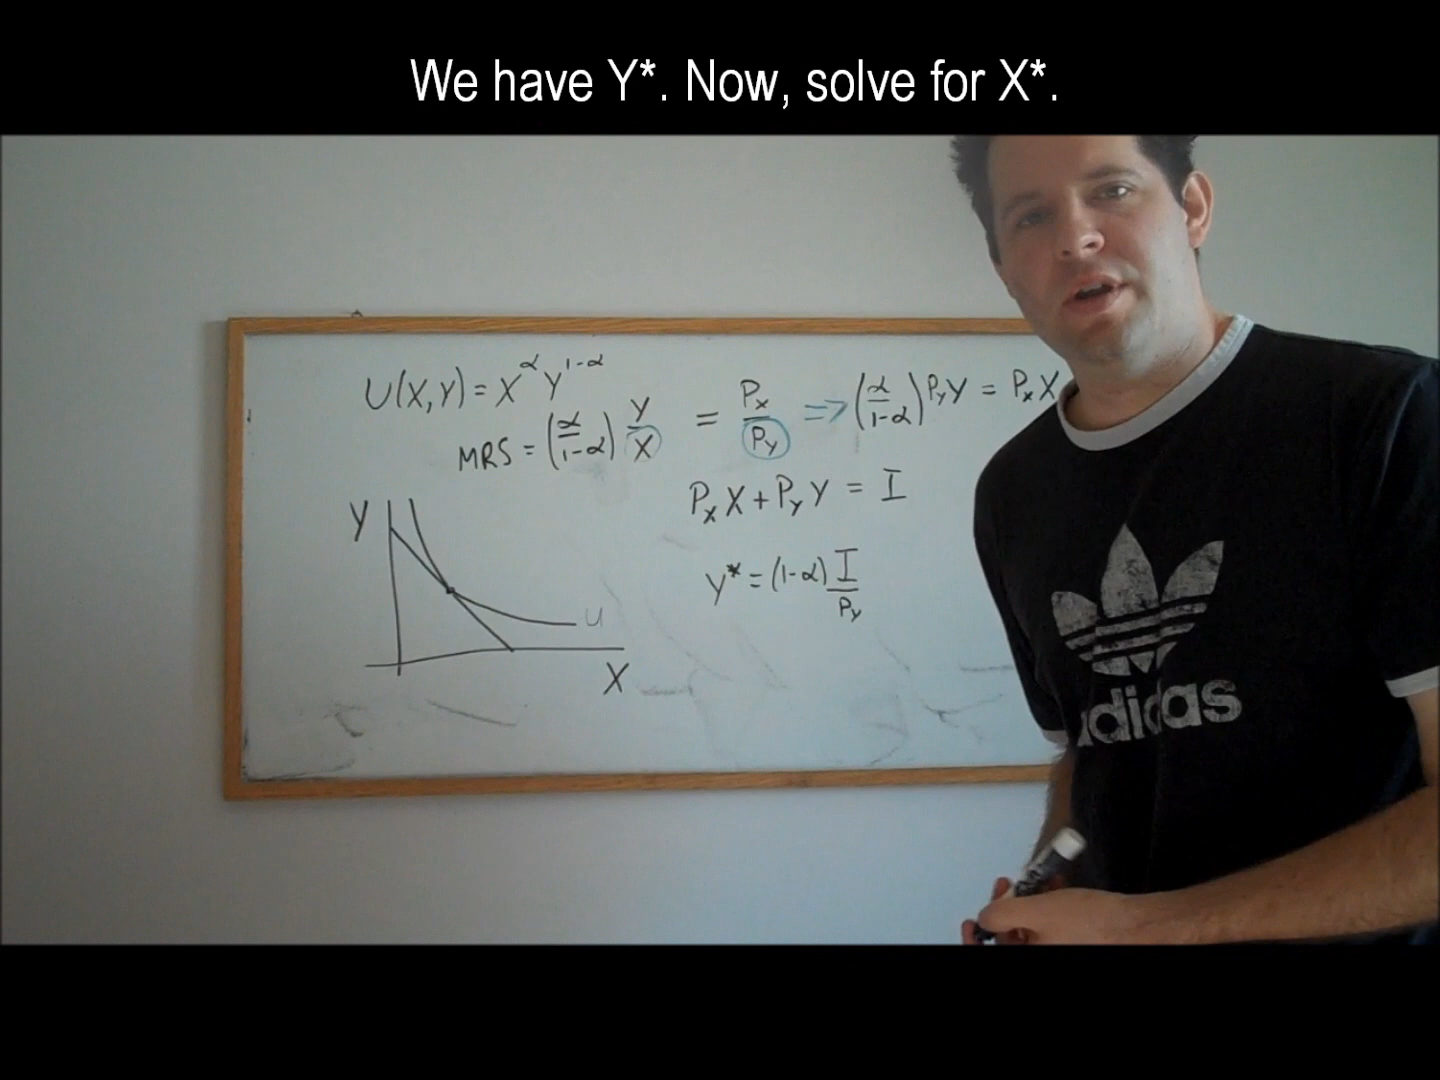 We have Y*. Now, solve for X*.
U(X,Y) = X^α Y^(1-α)
MRS = (α/(1-α)) Y/X = Px/Py ⇒ (α/(1-α)) PyY = PxX
PxX + PyY = I
Y* = (1-α) I/Py
Y
U
X
adidas